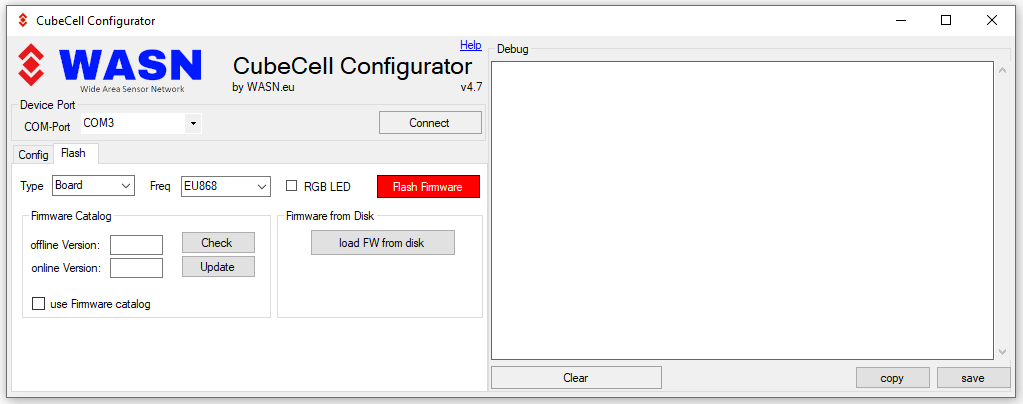 CubeCell Configurator
Help
WASN
Wide Area Sensor Network
CubeCell Configurator
by WASN.eu
v4.7
Device Port
COM-Port
COM3
Connect
Config
Flash
Type
Board
Freq
EU868
RGB LED
Flash Firmware
Firmware Catalog
offline Version:
Check
online Version:
Update
use Firmware catalog
Firmware from Disk
load FW from disk
Debug
Clear
copy
save